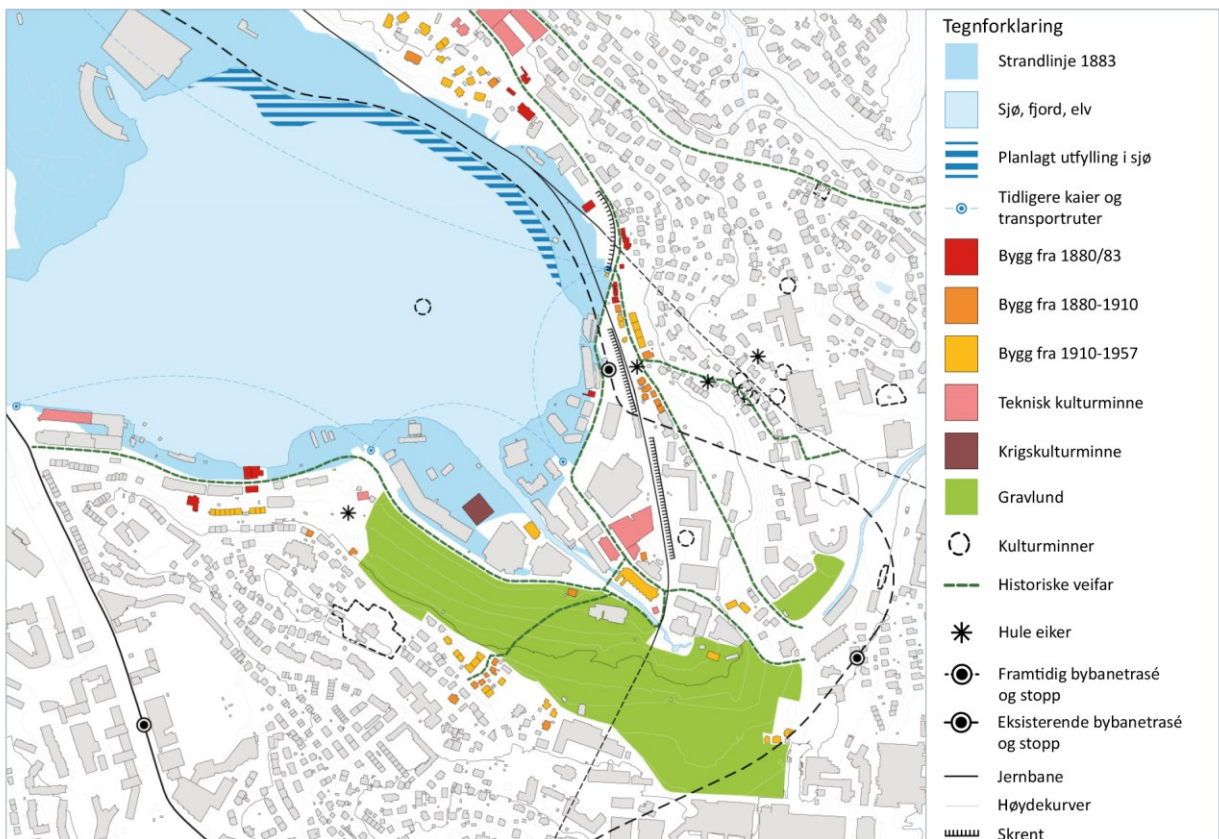 Tegnforklaring
Strandlinje 1883
Sjø, fjord, elv
Planlagt utfylling i sjø
Tidligere kaier og
transportruter
Bygg fra 1880/83
Bygg fra 1880-1910
Bygg fra 1910-1957
Teknisk kulturminne
Krigskulturminne
Gravlund
Kulturminner
Historiske veifar
Hule eiker
Framtidig bybanetrasé
og stopp
Eksisterende bybanetrasé
og stopp
Jernbane
Høydekurver
Skrent